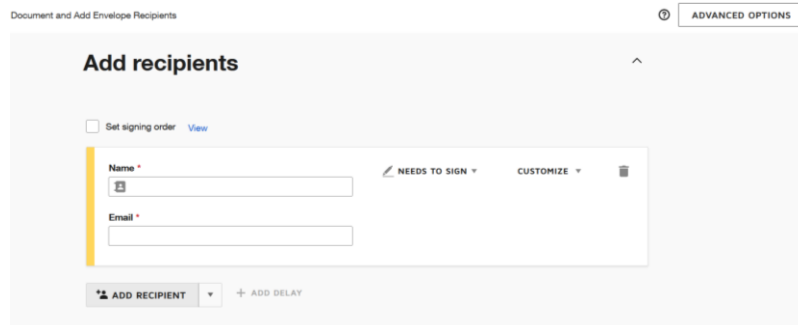 Document and Add Envelope Recipients
ADVANCED OPTIONS
Add recipients
Set signing order View
Name *
NEEDS TO SIGN
CUSTOMIZE
Email *
ADD RECIPIENT
+ ADD DELAY